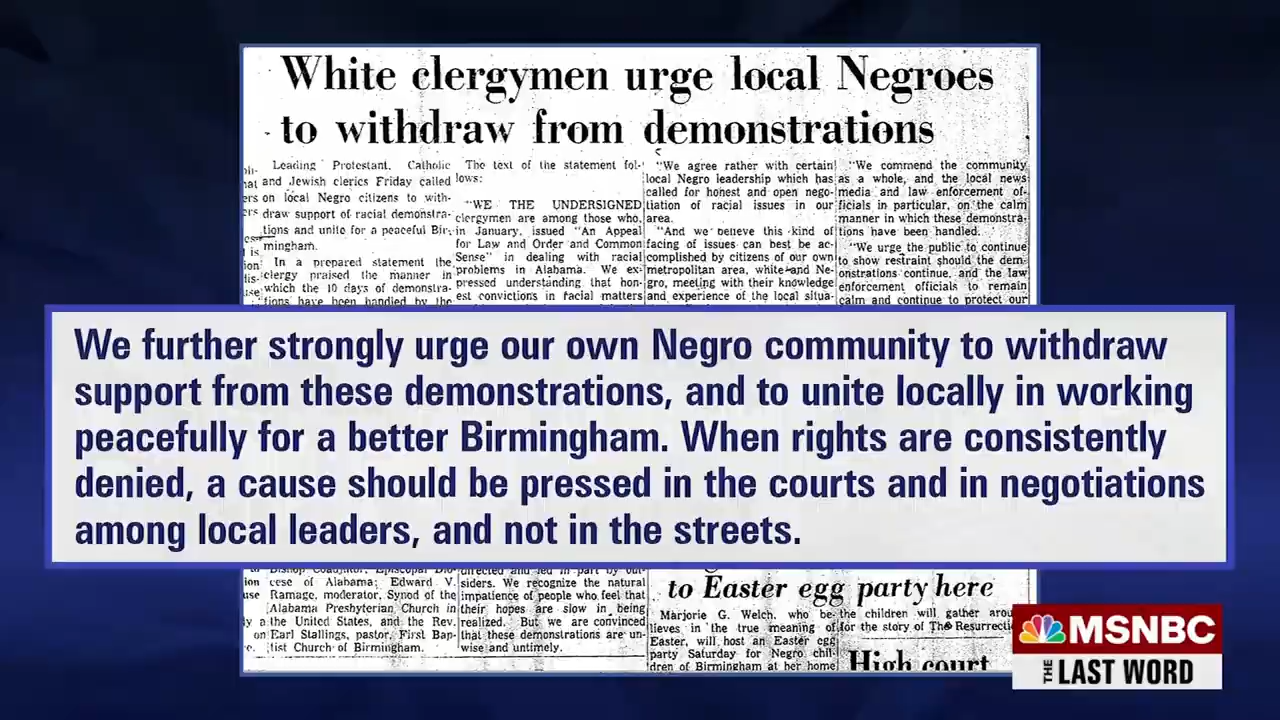 White clergymen urge local Negroes
to withdraw from demonstrations
Leading Protestant, Catholic
and Jewish clerics Friday called
on local Negro citizens to with-
draw support of racial demonstra-
tions and unite for a peaceful Bir-
mingham.
In a prepared statement the
clergy praised the manner in
which the 10 days of demonstra-
tions have been handled by the
The text of the statement fol-
lows:
"WE THE UNDERSIGNED
clergymen are among those who,
in January, issued "An Appeal
for Law and Order and Common
Sense" in dealing with racial
problems in Alabama. We ex-
pressed understanding that hon-
est convictions in facial matters
"We agree rather with certain
local Negro leadership which has
called for honest and open nego-
tiation of racial issues in our
area.
"And we believe this kind of
facing of issues can best be ac-
complished by citizens of our own
metropolitan area, white and Ne-
gro, meeting with their knowledge
and experience of the local situa-
"We commend the community
as a whole, and the local news
media and law enforcement of-
ficials in particular, on the calm
manner in which these demonstra-
tions have been handled.
"We urge the public to continue
to show restraint should the dem-
onstrations continue, and the law
enforcement officials to remain
calm and continue to protect our
We further strongly urge our own Negro community to withdraw
support from these demonstrations, and to unite locally in working
peacefully for a better Birmingham. When rights are consistently
denied, a cause should be pressed in the courts and in negotiations
among local leaders, and not in the streets.
Bishop Coadjutor, Episcopal Dio-
cese of Alabama; Edward V.
Ramage, moderator, Synod of the
Alabama Presbyterian Church in
the United States, and the Rev.
Earl Stallings, pastor, First Bap-
tist Church of Birmingham.
directed and led in part by out-
siders. We recognize the natural
impatience of people who feel that
their hopes are slow in being
realized. But we are convinced
that these demonstrations are un-
wise and untimely.
to Easter egg party here
Marjorie G. Welch, who be-
lieves in the true meaning of
Easter, will host an Easter egg
party Saturday for Negro chil-
dren of Birmingham at her home
the children will gather
for the story of The
High court
MSNBC
THE LAST WORD